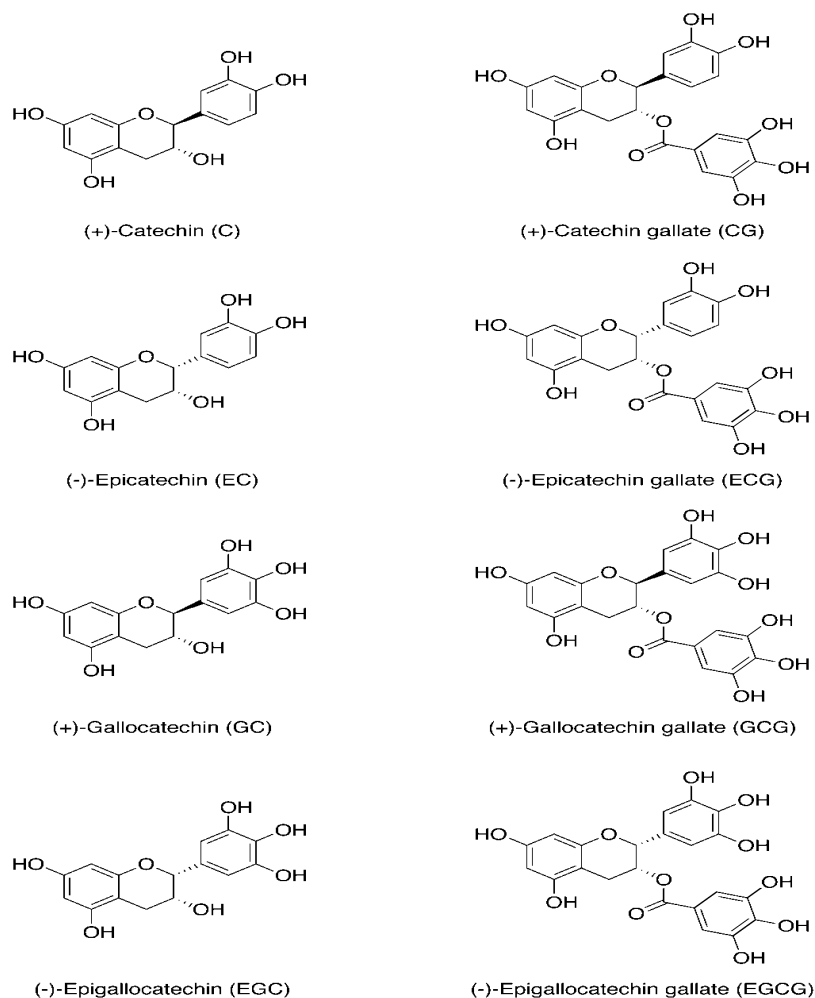 OH
OH
HO
O
OH
OH
(+)-Catechin (C)
OH
OH
HO
O
O
OH
O
OH
OH
OH
(+)-Catechin gallate (CG)
OH
HO
OH
HO
O
OH
OH
(-)-Epicatechin (EC)
OH
OH
HO
O
O
OH
O
OH
OH
OH
(-)-Epicatechin gallate (ECG)
OH
OH
HO
O
OH
OH
OH
(+)-Gallocatechin (GC)
OH
OH
HO
O
OH
O
OH
O
OH
OH
OH
(+)-Gallocatechin gallate (GCG)
OH
OH
HO
O
OH
OH
OH
(-)-Epigallocatechin (EGC)
OH
OH
HO
O
OH
O
OH
O
OH
OH
OH
(-)-Epigallocatechin gallate (EGCG)